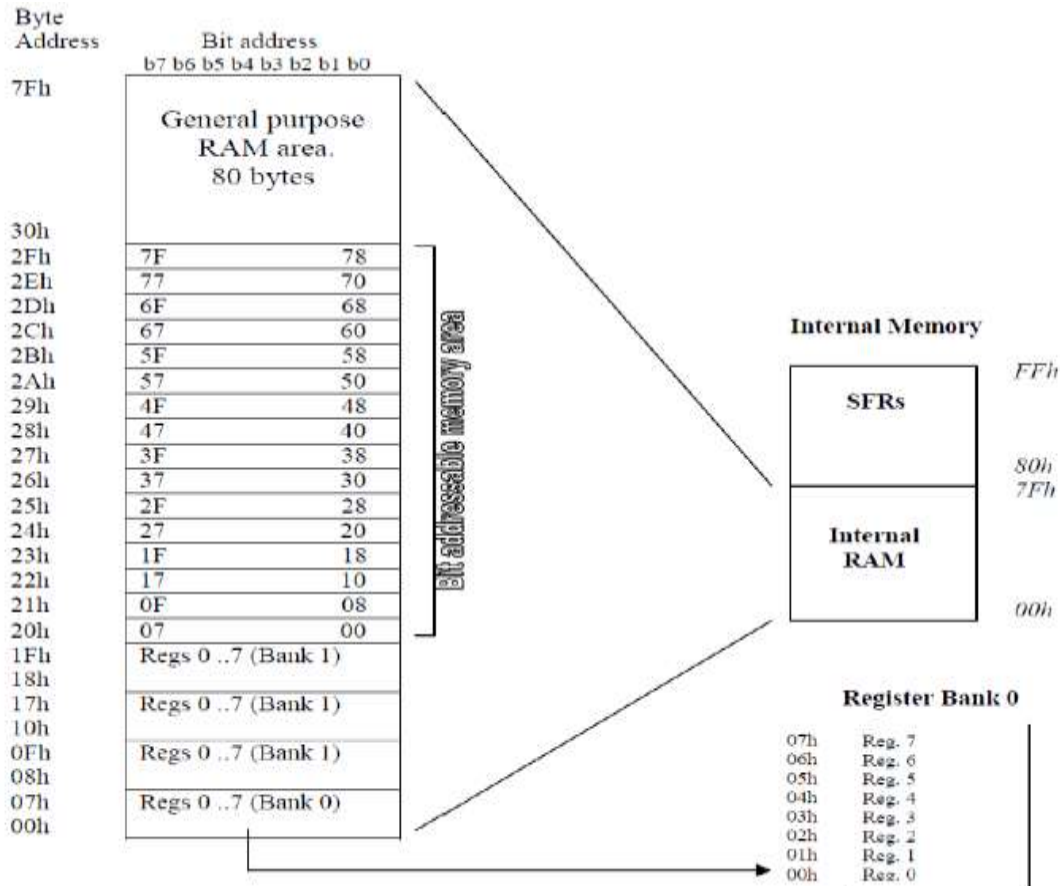 Byte
Address
Bit address
b7 b6 b5 b4 b3 b2 b1 b0
7Fh
General purpose
RAM area.
80 bytes
30h
2Fh 7F 78
2Eh 77 70
2Dh 6F 68
2Ch 67 60
2Bh 5F 58
2Ah 57 50
29h 4F 48
28h 47 40
27h 3F 38
26h 37 30
25h 2F 28
24h 27 20
23h 1F 18
22h 17 10
21h 0F 08
20h 07 00
1Fh Regs 0 ..7 (Bank 1)
18h
17h Regs 0 ..7 (Bank 1)
10h
0Fh Regs 0 ..7 (Bank 1)
08h
07h Regs 0 ..7 (Bank 0)
00h
Bit addressable memory area
Internal Memory
FFh
SFRs
80h
7Fh
Internal
RAM
00h
Register Bank 0
07h Reg. 7
06h Reg. 6
05h Reg. 5
04h Reg. 4
03h Reg. 3
02h Reg. 2
01h Reg. 1
00h Reg. 0